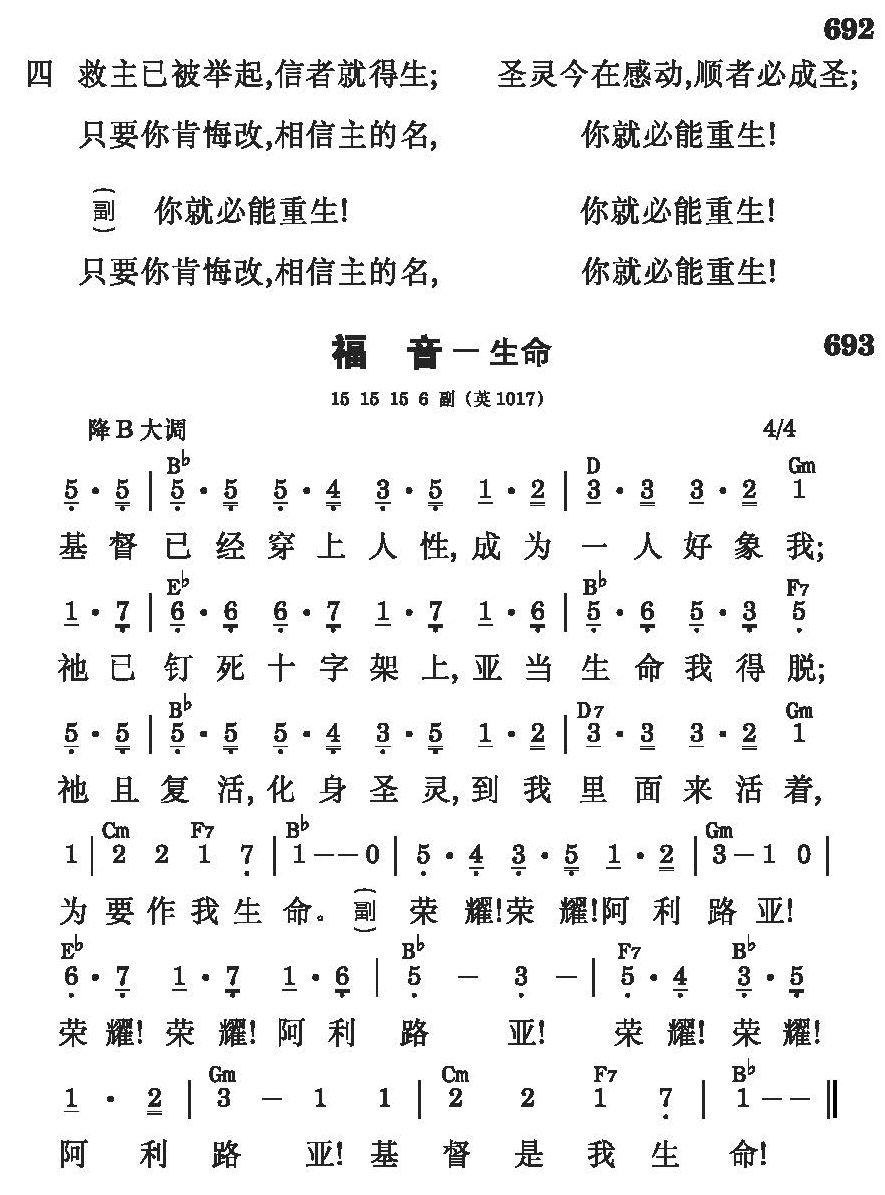 692
四 救主已被举起,信者就得生; 圣灵今在感动,顺者必成圣;
只要你肯悔改,相信主的名, 你就必能重生!
(副) 你就必能重生! 你就必能重生!
只要你肯悔改,相信主的名, 你就必能重生!
福 音 — 生命 693
15 15 15 6 副(英1017)
降B大调 4/4
B♭ D Gm
5·5 | 5·5 5·4 3·5 1·2 | 3·3 3·2 1
基督已经穿上人性,成为一人好象我;
E♭ B♭ F7
1·7 | 6·6 6·7 1·7 1·6 | 5·6 5·3 5
祂已钉死十字架上,亚当生命我得脱;
B♭ D7 Gm
5·5 | 5·5 5·4 3·5 1·2 | 3·3 3·2 1
祂且复活,化身圣灵,到我里面来活着,
Cm F7 B♭ Gm
1 | 2 2 1 7 | 1--0 | 5·4 3·5 1·2 | 3-1 0 |
为要作我生命。(副) 荣耀!荣耀!阿利路亚!
E♭ B♭ F7 B♭
6·7 1·7 1·6 | 5 - 3 - | 5·4 3·5
荣耀!荣耀!阿利路亚!荣耀!荣耀!
Gm Cm F7 B♭
1·2 | 3 - 1 1 | 2 2 1 7 | 1-- ‖
阿利路亚!基督是我生命!